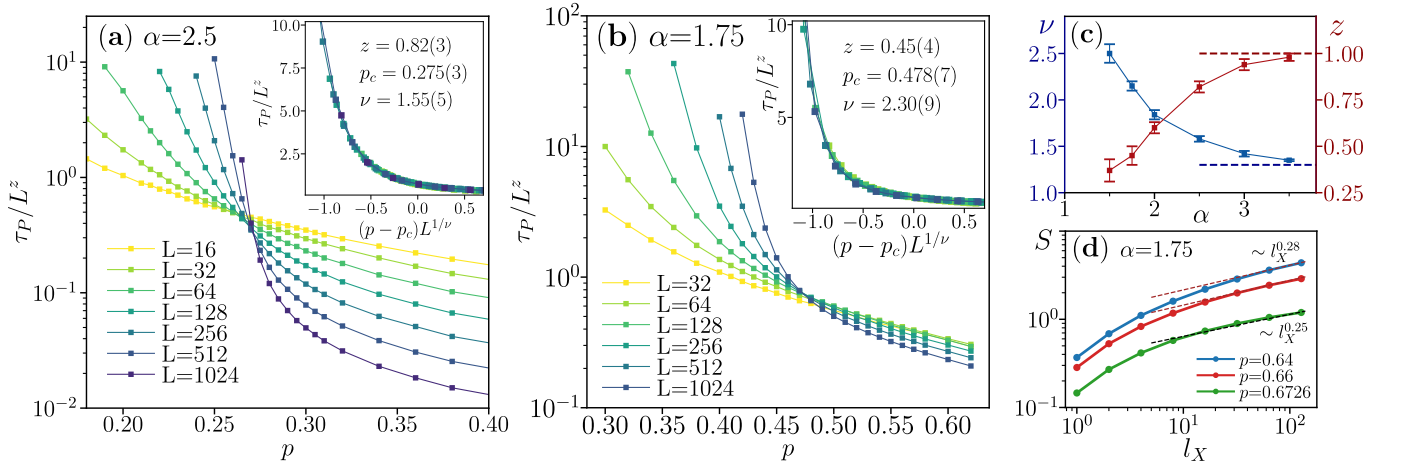 (a) α=2.5
τ_P/L^z
10^1
10^0
10^−1
10^−2
0.20
0.25
0.30
0.35
0.40
p
L=16
L=32
L=64
L=128
L=256
L=512
L=1024
τ_P/L^z
10.0
7.5
5.0
2.5
−1.0
−0.5
0.0
0.5
(p − p_c)L^{1/ν}
z = 0.82(3)
p_c = 0.275(3)
ν = 1.55(5)
(b) α=1.75
τ_P/L^z
10^2
10^1
10^0
10^−1
0.30
0.35
0.40
0.45
0.50
0.55
0.60
p
L=32
L=64
L=128
L=256
L=512
L=1024
τ_P/L^z
10
5
−1.0
−0.5
0.0
0.5
(p − p_c)L^{1/ν}
z = 0.45(4)
p_c = 0.478(7)
ν = 2.30(9)
(c)
ν
2.5
2.0
1.5
1.0
z
1.00
0.75
0.50
0.25
1
2
α
3
(d) α=1.75
S
10^1
10^0
10^−1
10^0
10^1
10^2
l_X
∼ l_X^{0.28}
∼ l_X^{0.25}
p=0.64
p=0.66
p=0.6726